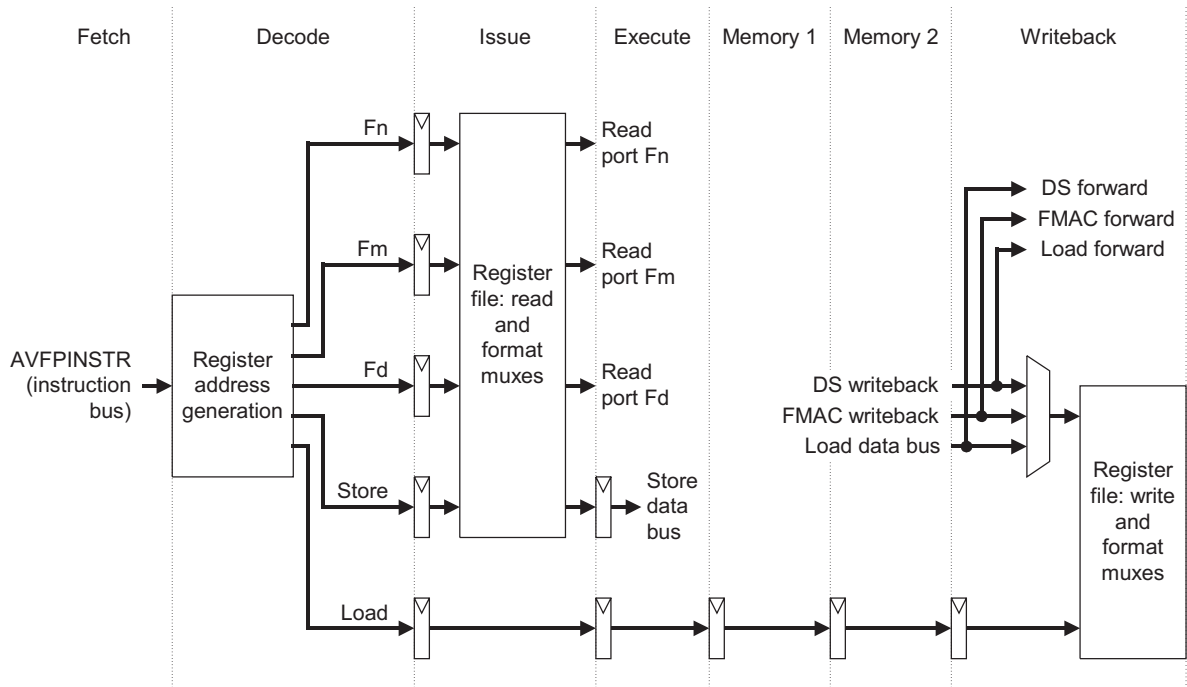 Fetch
Decode
Issue
Execute
Memory 1
Memory 2
Writeback
Fn
Read
port Fn
Fm
Read
port Fm
DS forward
FMAC forward
Load forward
Register
file: read
and
format
muxes
AVFPINSTR
(instruction
bus)
Register
address
generation
Fd
Read
port Fd
DS writeback
FMAC writeback
Load data bus
Store
Store
data
bus
Register
file: write
and
format
muxes
Load